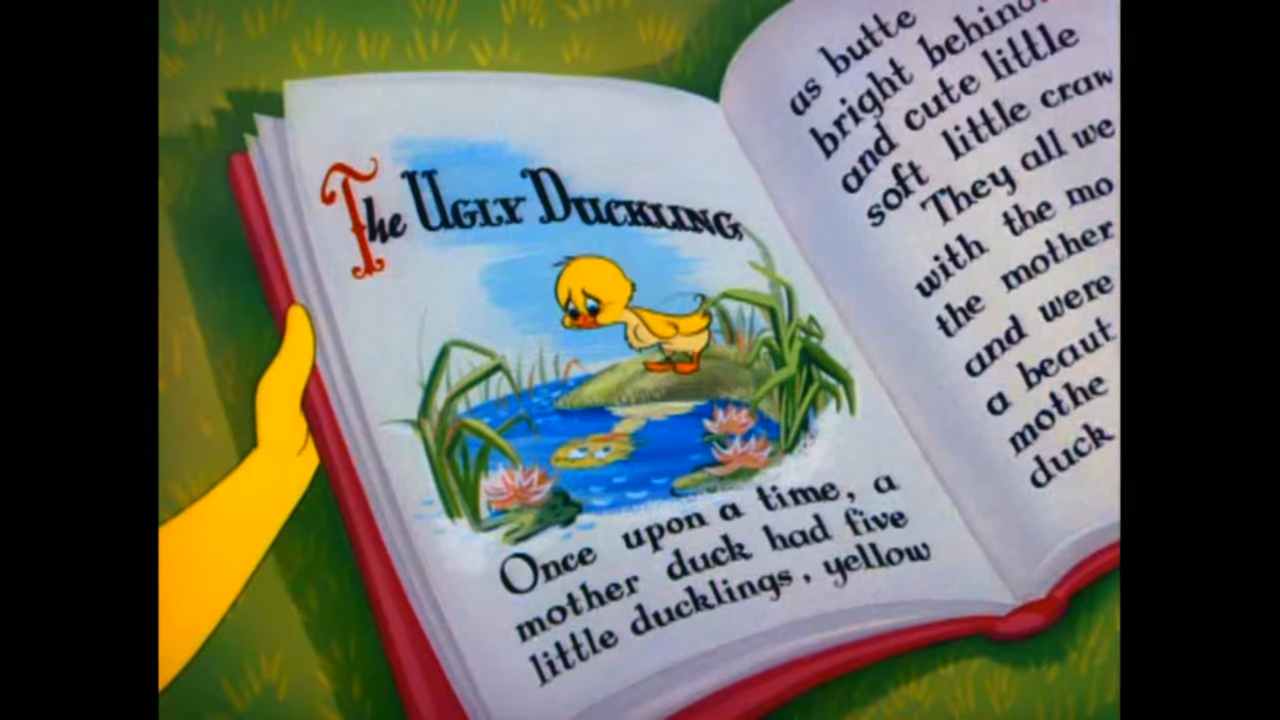 The UGLY DUCKLING
Once upon a time, a
mother duck had five
little ducklings, yellow
as butte
bright behind
and cute little
soft little craw
They all we
with the mo
the mother
and were
a beaut
mothe
duck